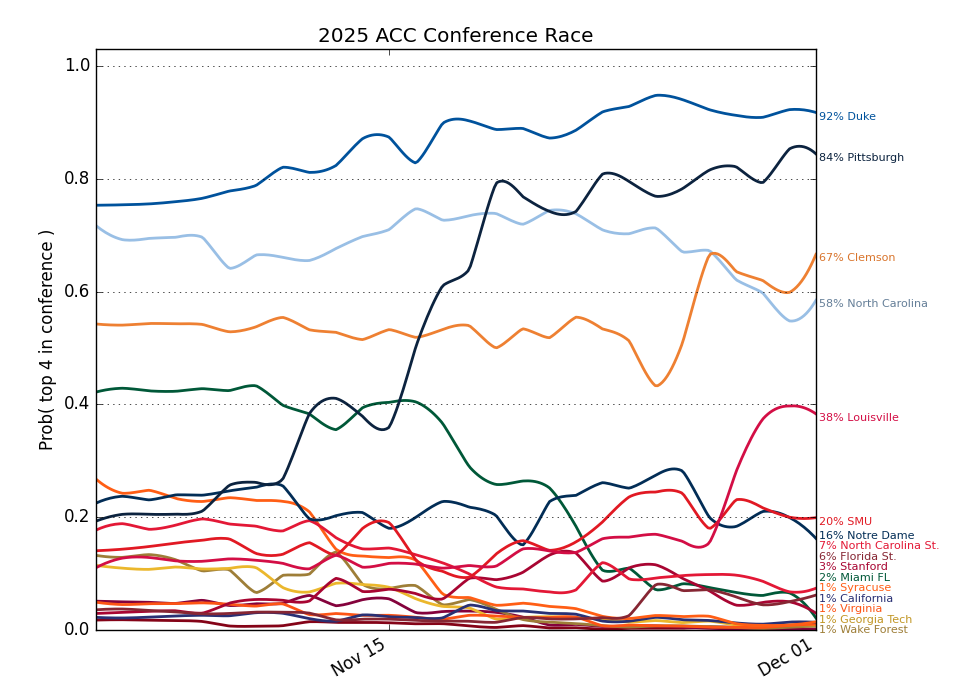 2025 ACC Conference Race
Prob( top 4 in conference )
1.0
0.8
0.6
0.4
0.2
0.0
Nov 15
Dec 01
92% Duke
84% Pittsburgh
67% Clemson
58% North Carolina
38% Louisville
20% SMU
16% Notre Dame
7% North Carolina St.
6% Florida St.
3% Stanford
2% Miami FL
1% Syracuse
1% California
1% Virginia
1% Georgia Tech
1% Wake Forest